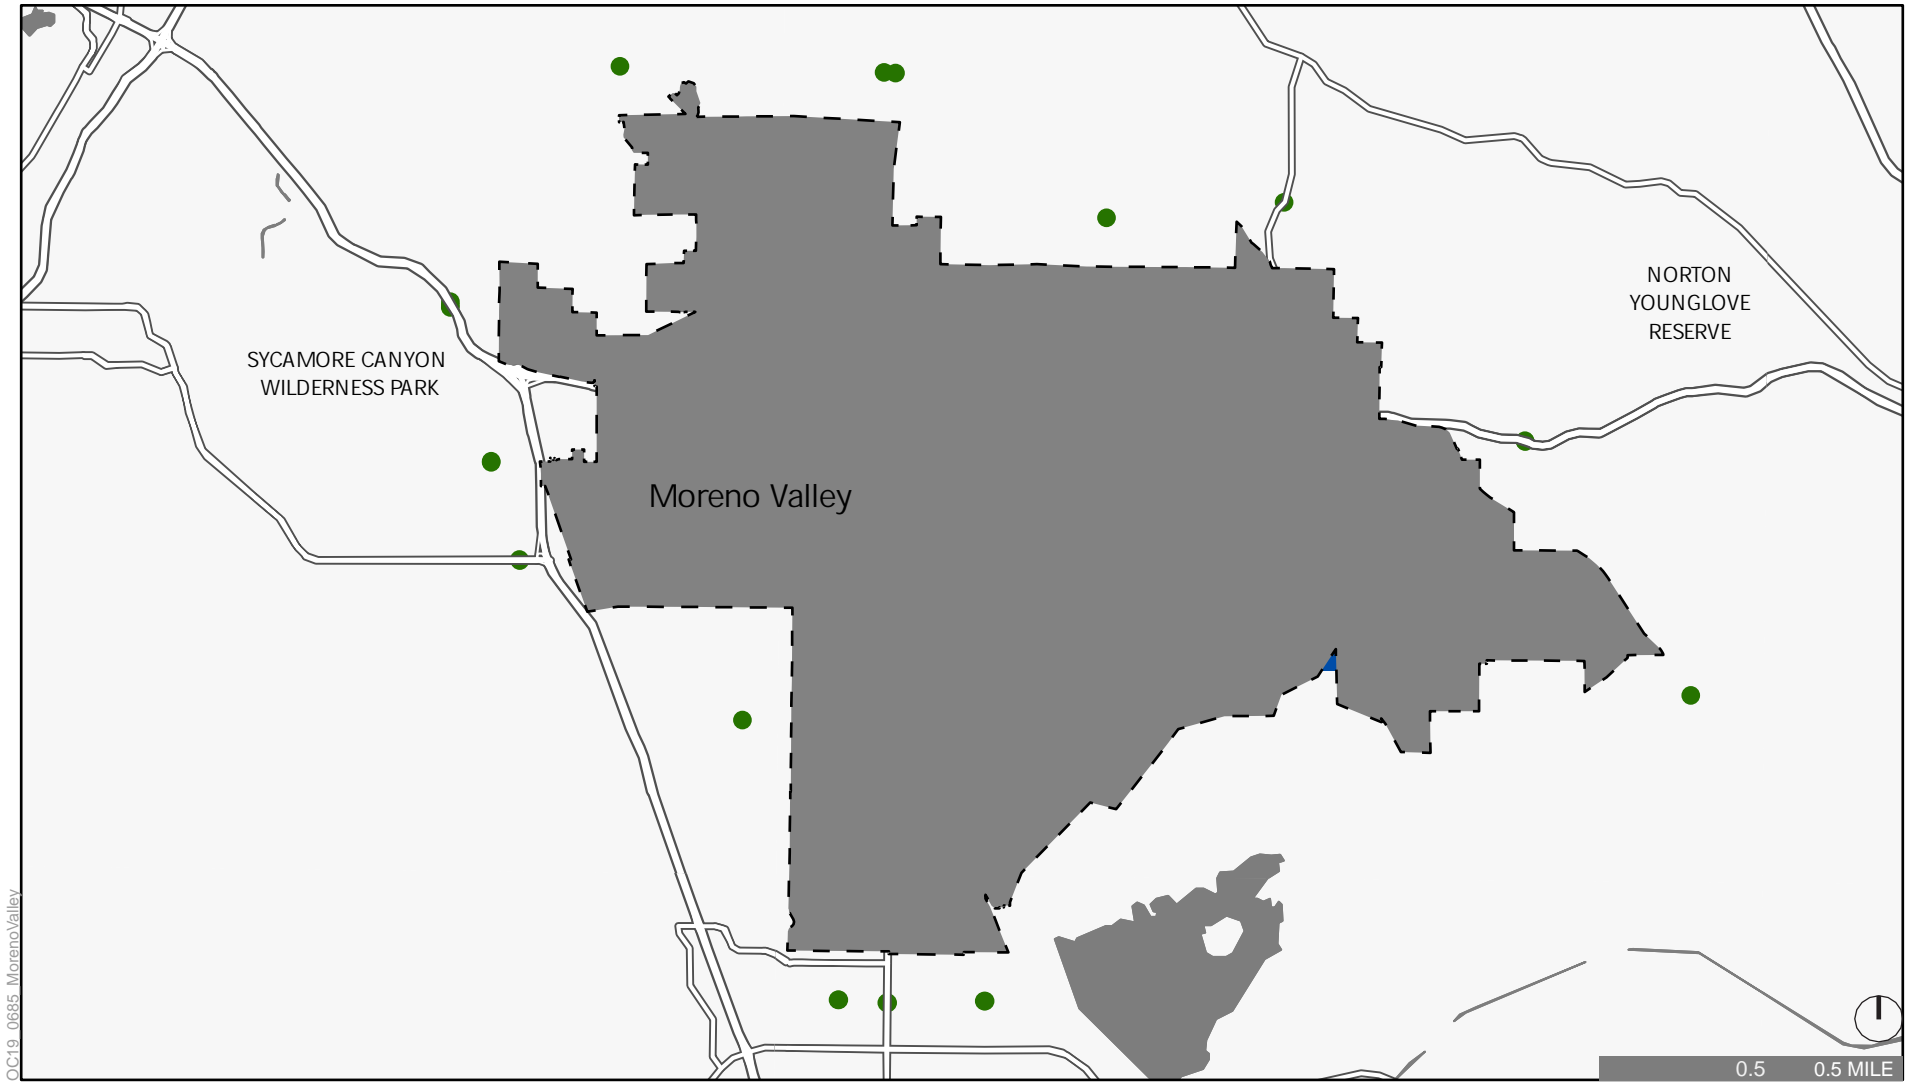 NORTON
YOUNGLOVE
RESERVE
SYCAMORE CANYON
WILDERNESS PARK
Moreno Valley
OC19_0685_MorenoValley
0.5 0.5 MILE